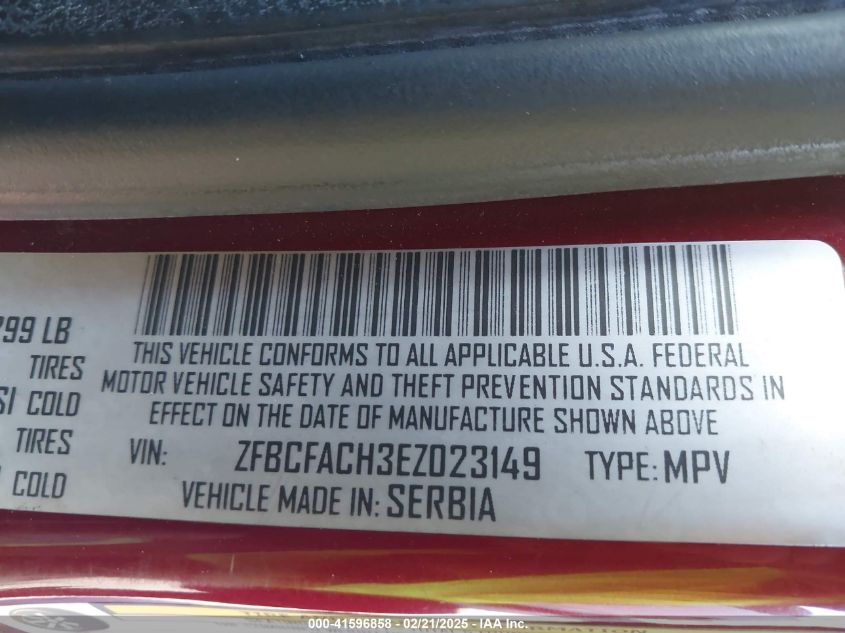 799 LB
THIS VEHICLE CONFORMS TO ALL APPLICABLE U.S.A. FEDERAL
TIRES
MOTOR VEHICLE SAFETY AND THEFT PREVENTION STANDARDS IN
SI COLD
EFFECT ON THE DATE OF MANUFACTURE SHOWN ABOVE
TIRES
VIN: ZFBCFACH3EZ023149 TYPE: MPV
COLD
VEHICLE MADE IN: SERBIA
000-41596858 - 02/21/2025 - IAA Inc.